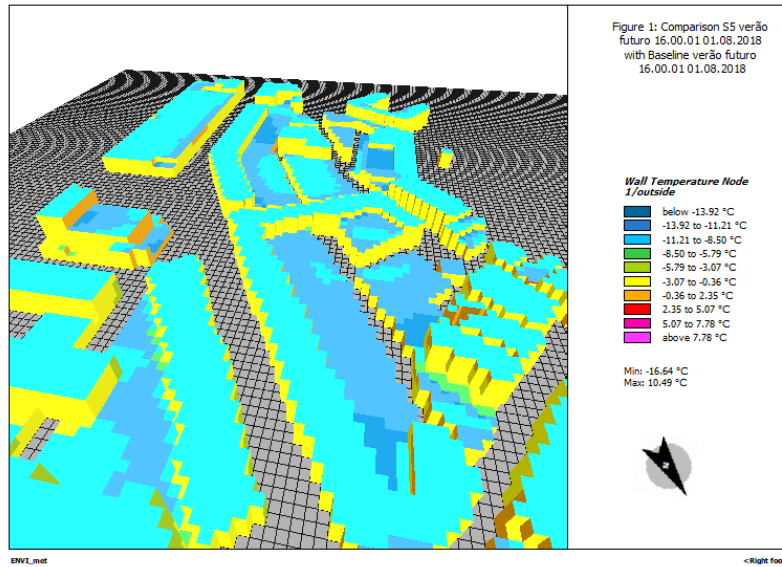 Figure 1: Comparison S5 verão
futuro 16.00.01 01.08.2018
with Baseline verão futuro
16.00.01 01.08.2018
Wall Temperature Node
1/outside
below -13.92 °C
-13.92 to -11.21 °C
-11.21 to -8.50 °C
-8.50 to -5.79 °C
-5.79 to -3.07 °C
-3.07 to -0.36 °C
-0.36 to 2.35 °C
2.35 to 5.07 °C
5.07 to 7.78 °C
above 7.78 °C
Min: -16.64 °C
Max: 10.49 °C
ENVI_met
<Right foo